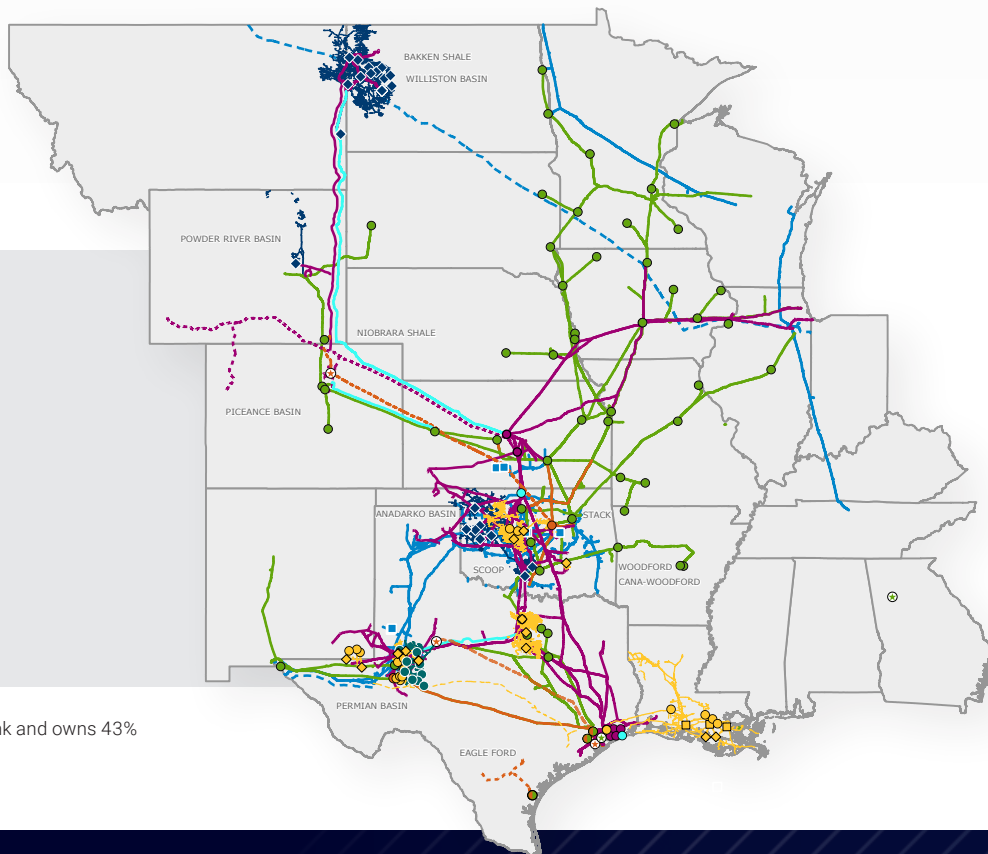 BAKKEN SHALE
WILLISTON BASIN
POWDER RIVER BASIN
NIOBRARA SHALE
PICEANCE BASIN
ANADARKO BASIN
STACK
SCOOP
WOODFORD
CANA-WOODFORD
PERMIAN BASIN
and owns 43%
EAGLE FORD